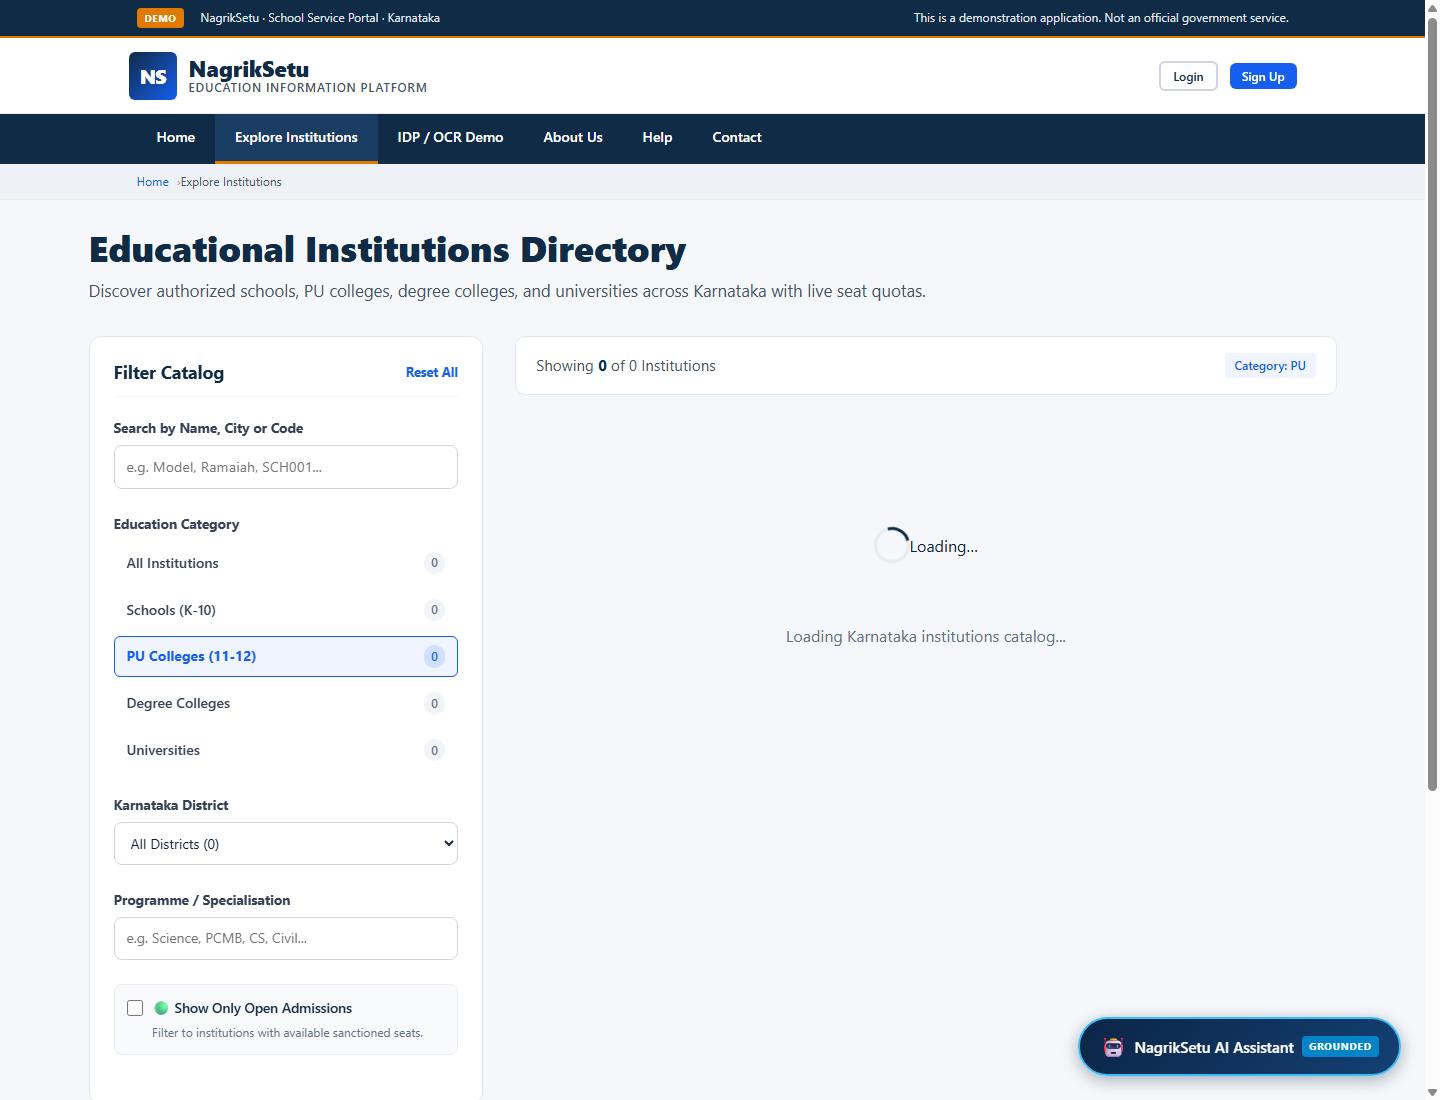 DEMO NagrikSetu · School Service Portal · Karnataka
This is a demonstration application. Not an official government service.
NS
NagrikSetu
EDUCATION INFORMATION PLATFORM
Login
Sign Up
Home
Explore Institutions
IDP / OCR Demo
About Us
Help
Contact
Home ›Explore Institutions
Educational Institutions Directory
Discover authorized schools, PU colleges, degree colleges, and universities across Karnataka with live seat quotas.
Filter Catalog
Reset All
Search by Name, City or Code
e.g. Model, Ramaiah, SCH001...
Education Category
All Institutions 0
Schools (K-10) 0
PU Colleges (11-12) 0
Degree Colleges 0
Universities 0
Karnataka District
All Districts (0)
Programme / Specialisation
e.g. Science, PCMB, CS, Civil...
Show Only Open Admissions
Filter to institutions with available sanctioned seats.
Showing 0 of 0 Institutions
Category: PU
Loading...
Loading Karnataka institutions catalog...
NagrikSetu AI Assistant GROUNDED